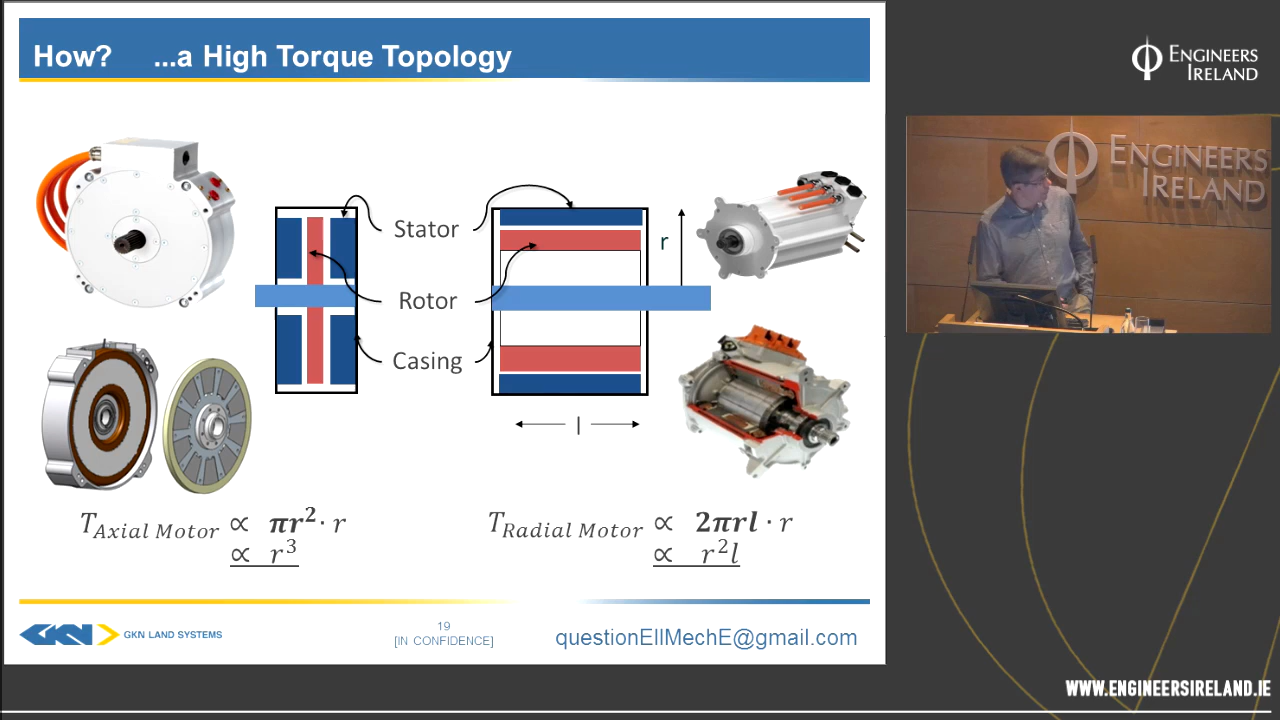 How? ...a High Torque Topology
Stator
Rotor
Casing
r
l
T_Axial Motor ∝ πr² · r
∝ r³
T_Radial Motor ∝ 2πrl · r
∝ r²l
GKN
GKN LAND SYSTEMS
19
[IN CONFIDENCE]
questionEIIMechE@gmail.com
ENGINEERS
IRELAND
ENGINEERS
IRELAND
WWW.ENGINEERSIRELAND.IE